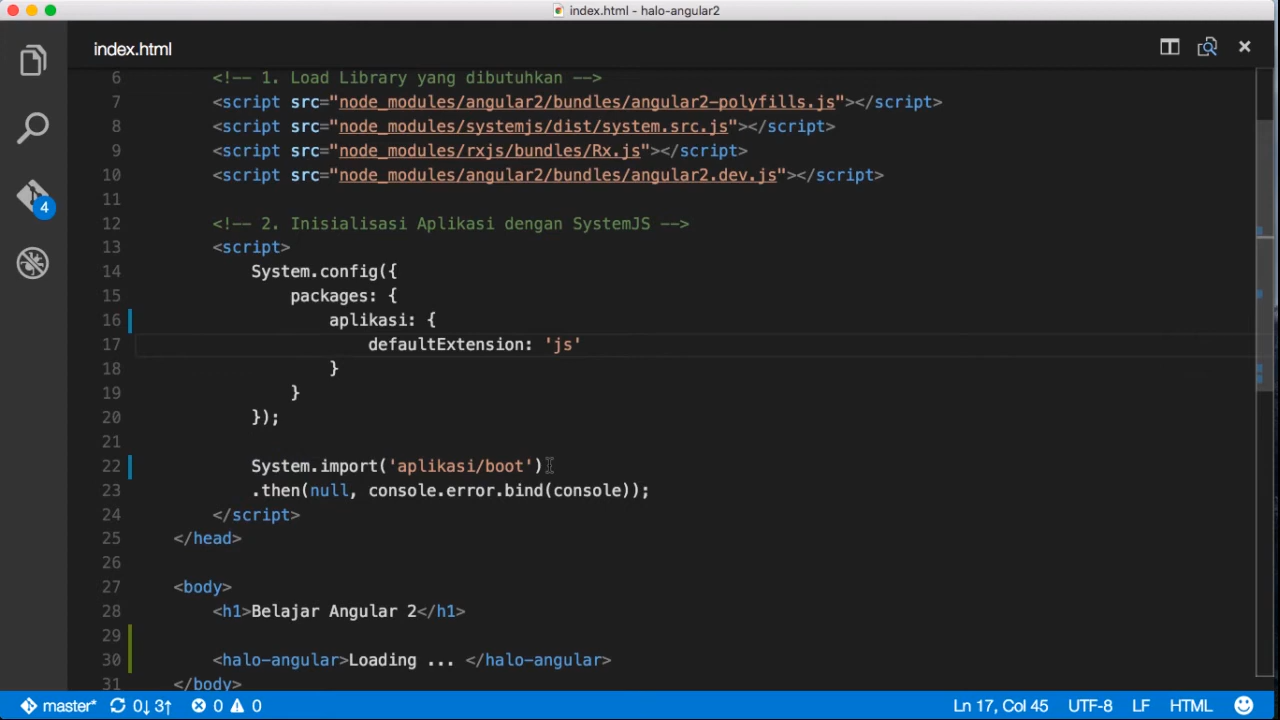 index.html - halo-angular2
index.html
6 <!-- 1. Load Library yang dibutuhkan -->
7 <script src="node_modules/angular2/bundles/angular2-polyfills.js"></script>
8 <script src="node_modules/systemjs/dist/system.src.js"></script>
9 <script src="node_modules/rxjs/bundles/Rx.js"></script>
10 <script src="node_modules/angular2/bundles/angular2.dev.js"></script>
11
12 <!-- 2. Inisialisasi Aplikasi dengan SystemJS -->
13 <script>
14 System.config({
15 packages: {
16 aplikasi: {
17 defaultExtension: 'js'
18 }
19 }
20 });
21
22 System.import('aplikasi/boot')
23 .then(null, console.error.bind(console));
24 </script>
25 </head>
26
27 <body>
28 <h1>Belajar Angular 2</h1>
29
30 <halo-angular>Loading ... </halo-angular>
31 </body>
4
master* 0↓ 3↑ 0 0 Ln 17, Col 45 UTF-8 LF HTML